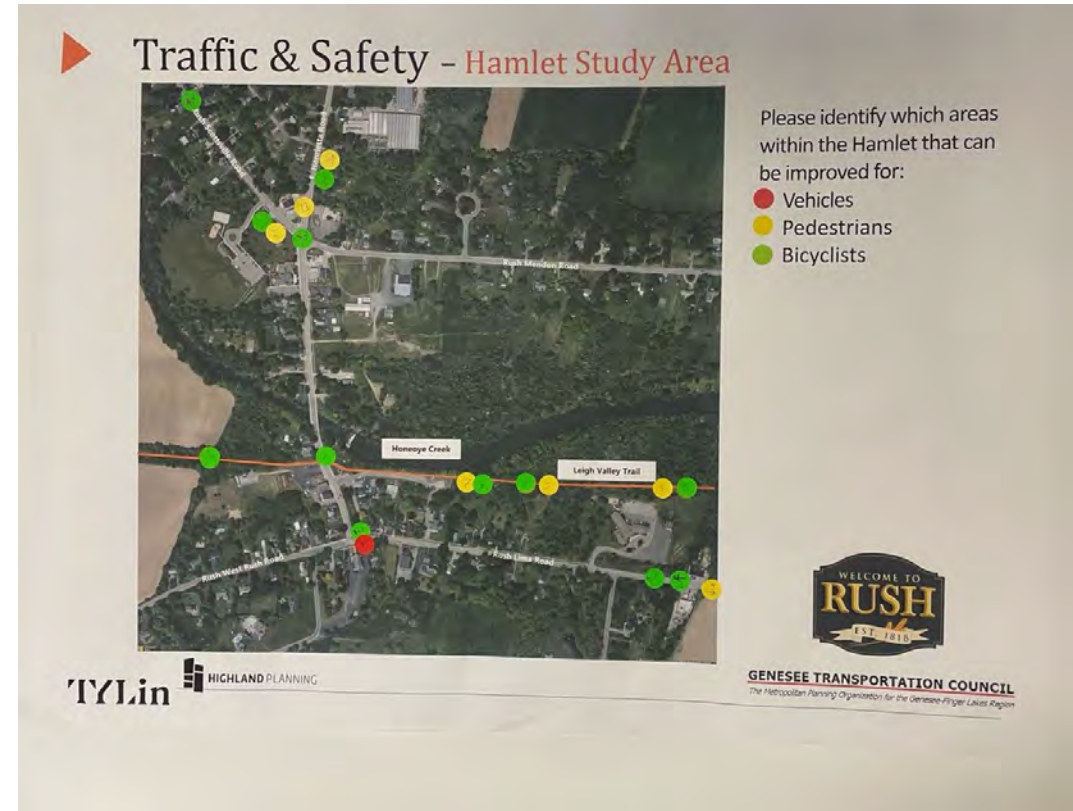 Traffic & Safety – Hamlet Study Area
Please identify which areas
within the Hamlet that can
be improved for:
Vehicles
Pedestrians
Bicyclists
Rush Mendon Road
Honeoye Creek
Leigh Valley Trail
Rush West Rush Road
Rush Lima Road
WELCOME TO
RUSH
EST. 1818
TYLin
HIGHLAND PLANNING
GENESEE TRANSPORTATION COUNCIL
The Metropolitan Planning Organization for the Genesee-Finger Lakes Region